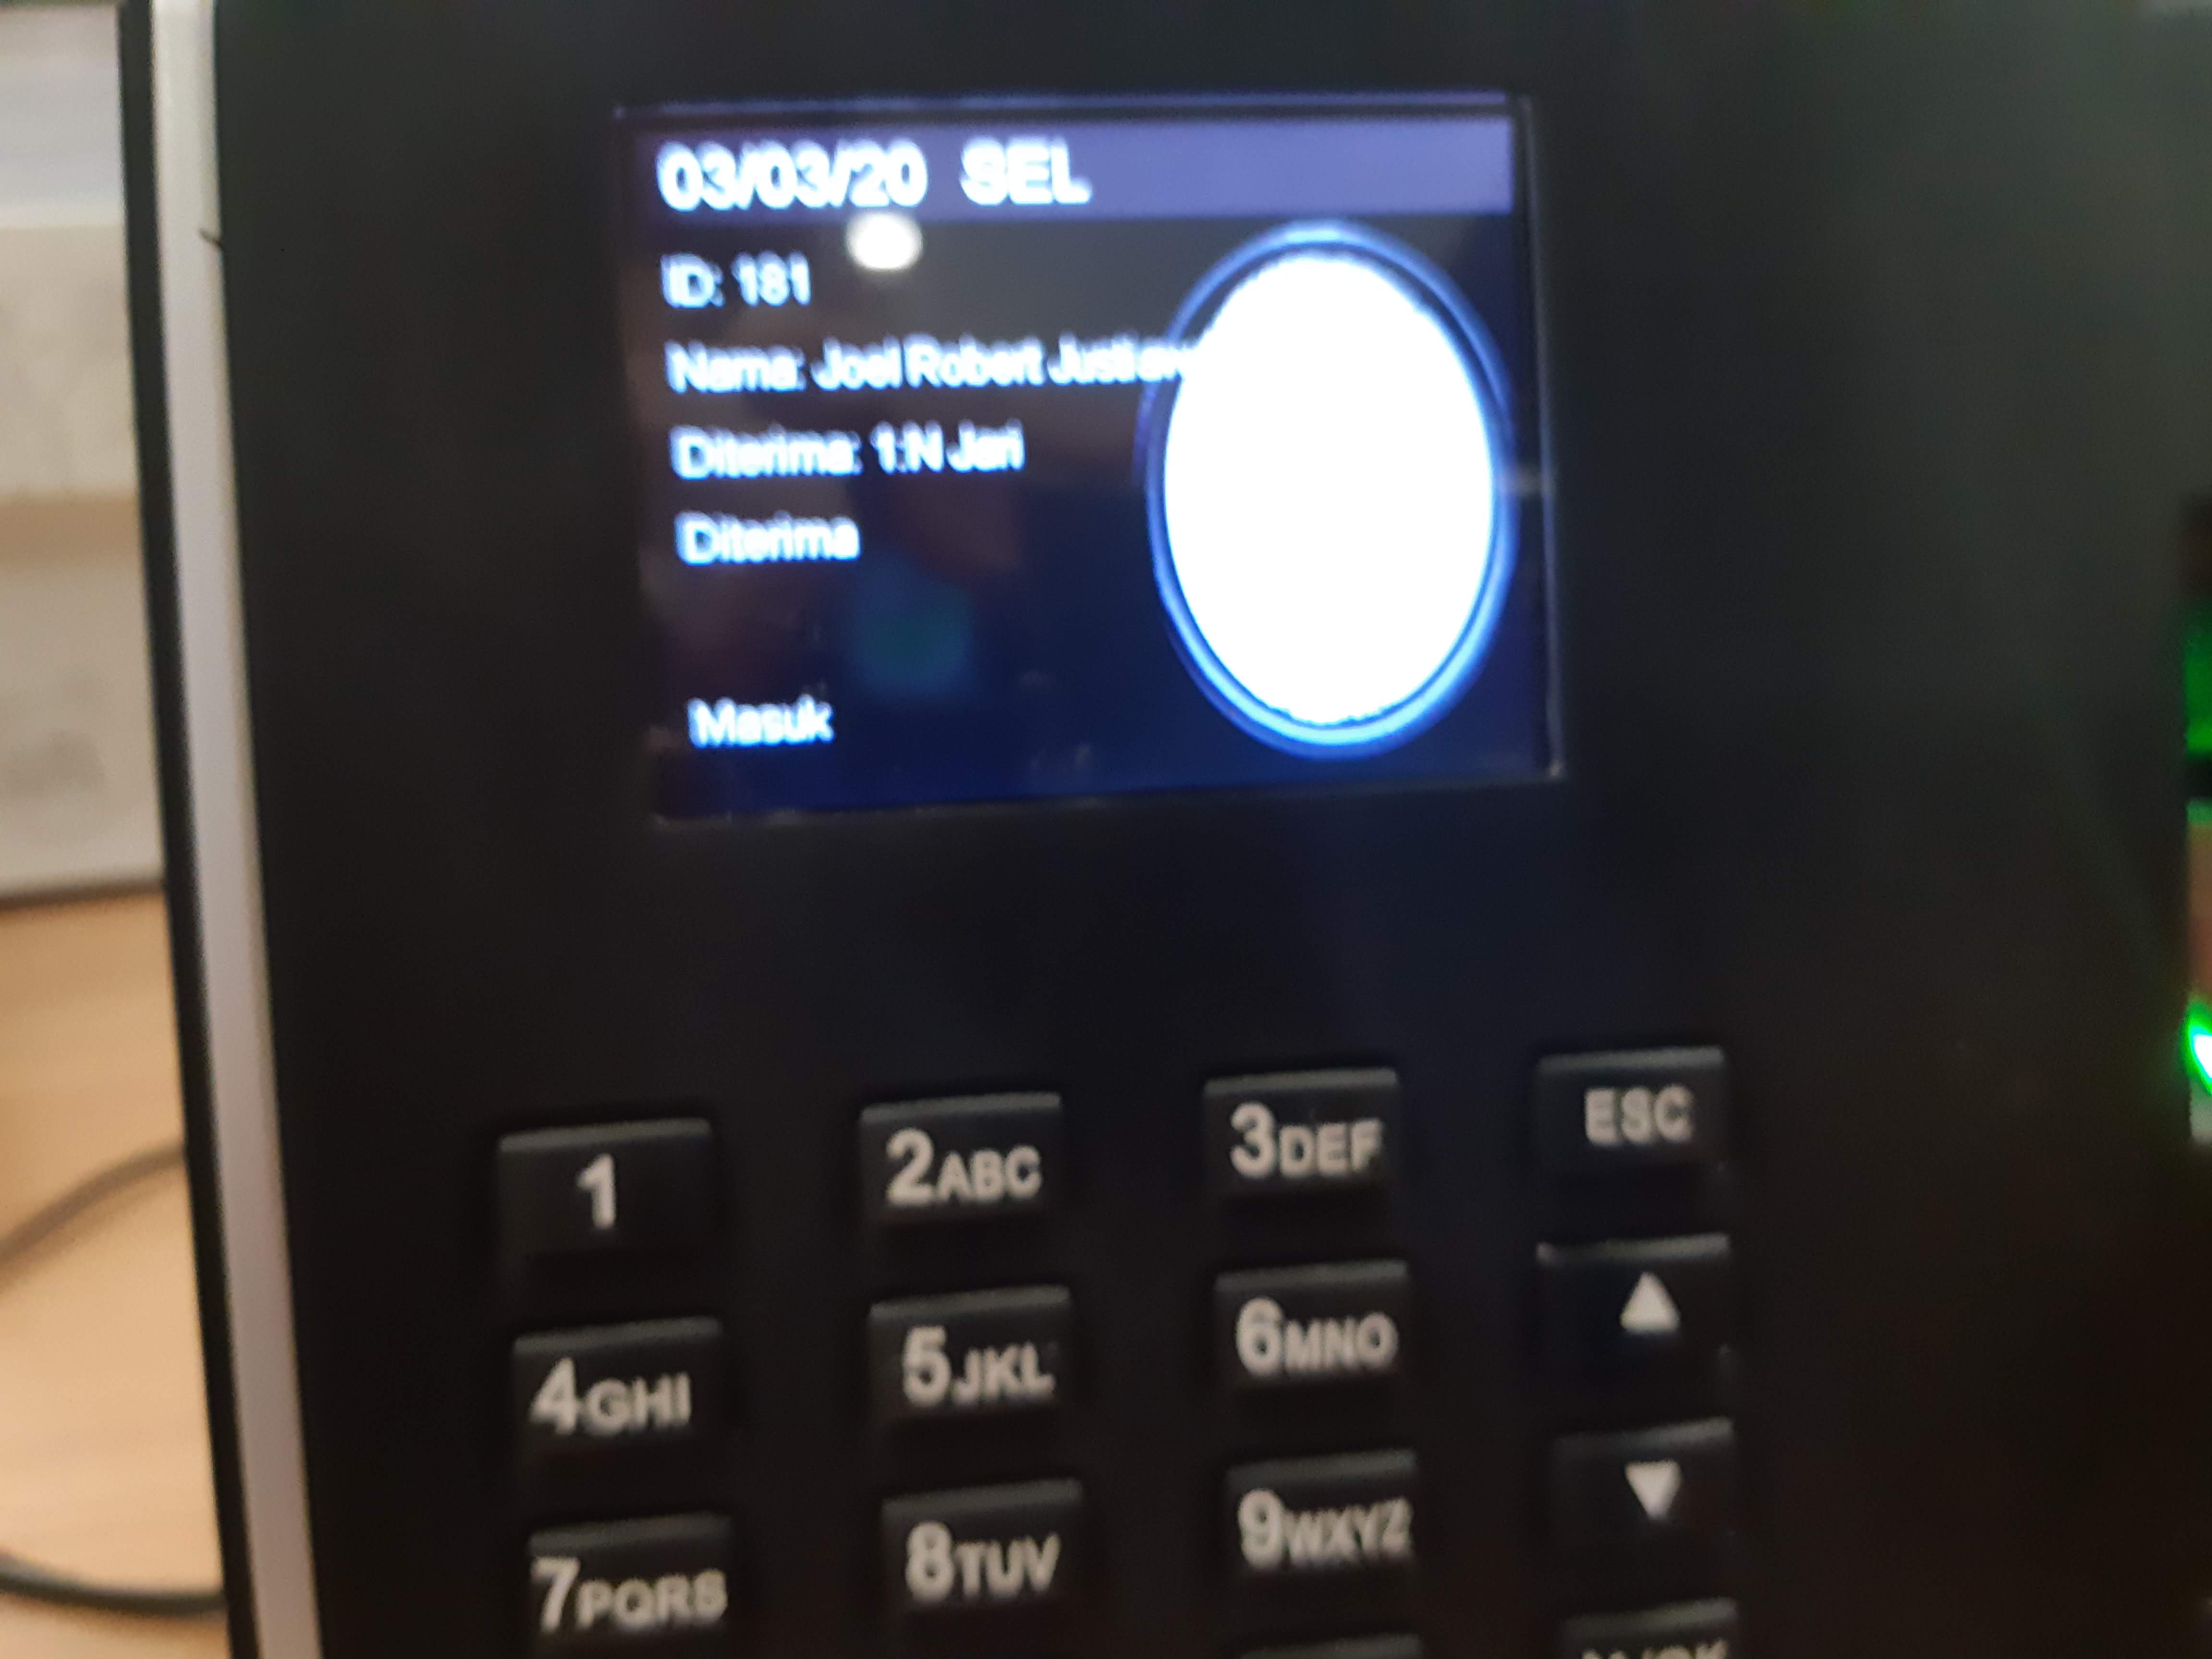 03/03/20 SEL
ID: 181
Nama: Joel Robert
Diterima: 1:N Jari
Diterima
Masuk
1 2ABC 3DEF ESC
4GHI 5JKL 6MNO ▲
7PQRS 8TUV 9WXYZ ▼